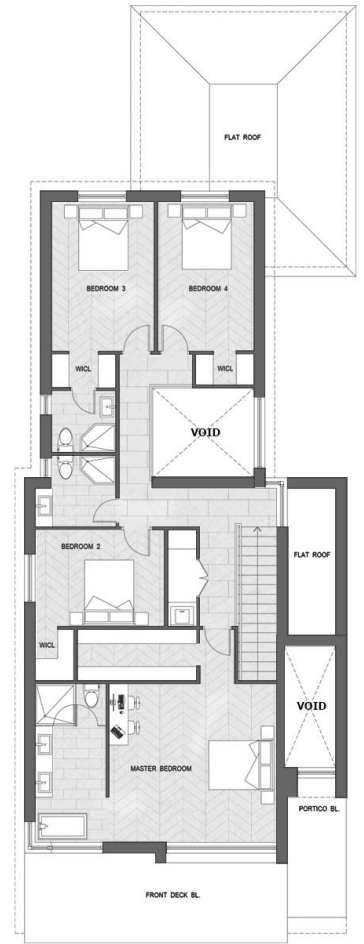 FLAT ROOF
BEDROOM 3
BEDROOM 4
WICL
WICL
VOID
BEDROOM 2
FLAT ROOF
WICL
VOID
MASTER BEDROOM
PORTICO BL.
FRONT DECK BL.